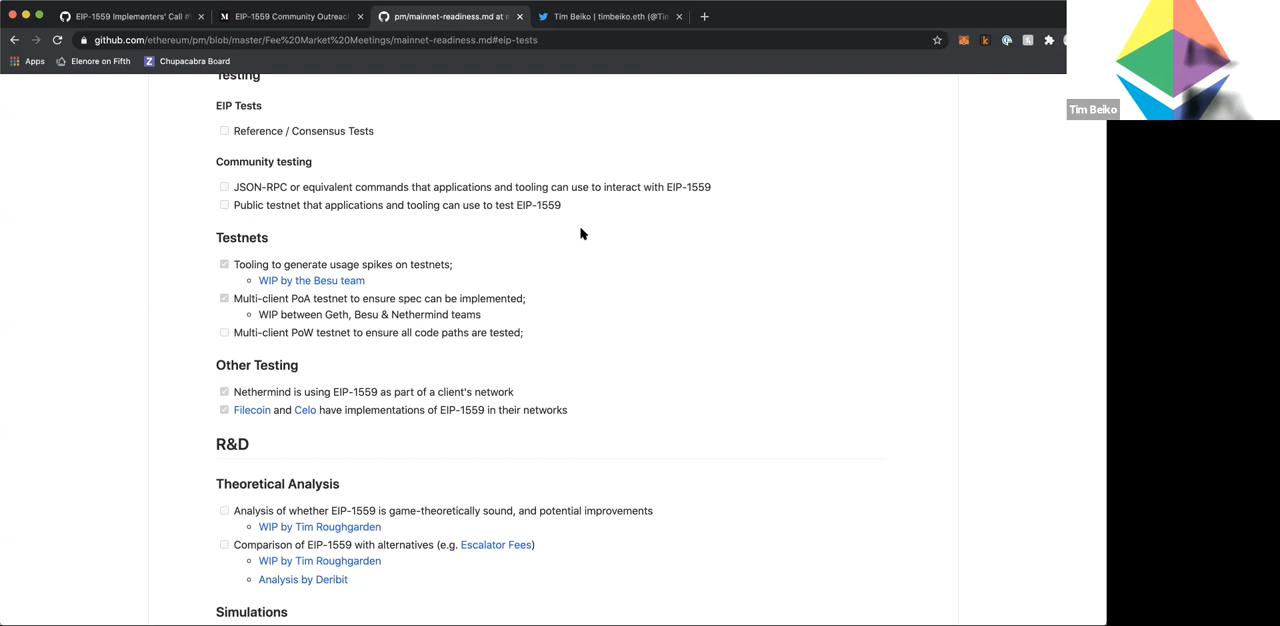 EIP-1559 Implementers' Call #
EIP-1559 Community Outreac
pm/mainnet-readiness.md at m
Tim Beiko | timbeiko.eth (@Tim
github.com/ethereum/pm/blob/master/Fee%20Market%20Meetings/mainnet-readiness.md#eip-tests
Apps
Elenore on Fifth
Chupacabra Board
Tim Beiko
Testing
EIP Tests
Reference / Consensus Tests
Community testing
JSON-RPC or equivalent commands that applications and tooling can use to interact with EIP-1559
Public testnet that applications and tooling can use to test EIP-1559
Testnets
Tooling to generate usage spikes on testnets;
WIP by the Besu team
Multi-client PoA testnet to ensure spec can be implemented;
WIP between Geth, Besu & Nethermind teams
Multi-client PoW testnet to ensure all code paths are tested;
Other Testing
Nethermind is using EIP-1559 as part of a client's network
Filecoin and Celo have implementations of EIP-1559 in their networks
R&D
Theoretical Analysis
Analysis of whether EIP-1559 is game-theoretically sound, and potential improvements
WIP by Tim Roughgarden
Comparison of EIP-1559 with alternatives (e.g. Escalator Fees)
WIP by Tim Roughgarden
Analysis by Deribit
Simulations